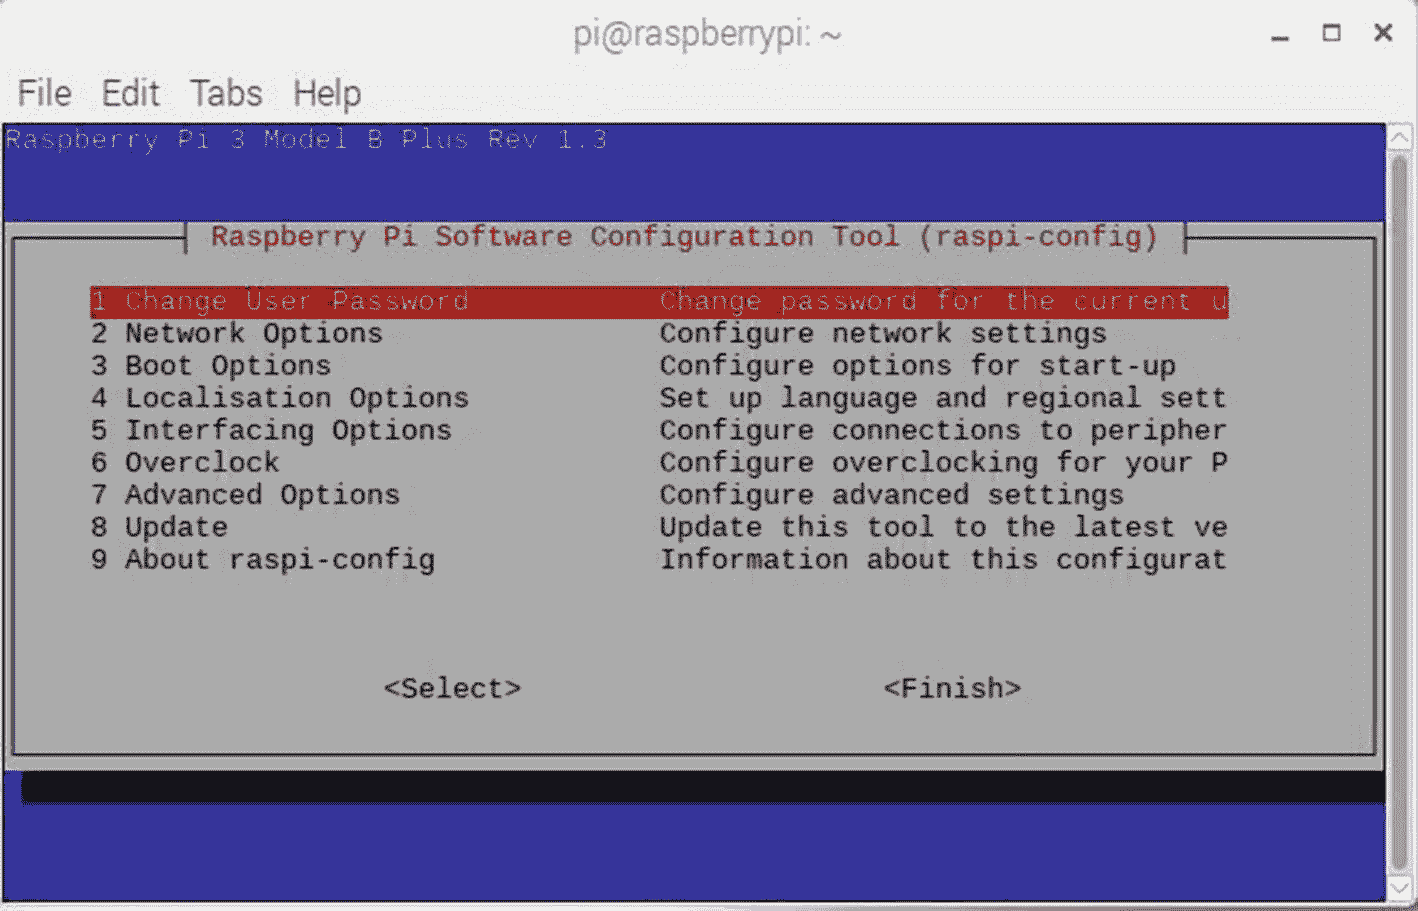 pi@raspberrypi: ~
File Edit Tabs Help
Raspberry Pi 3 Model B Plus Rev 1.3
Raspberry Pi Software Configuration Tool (raspi-config)
1 Change User Password Change password for the current u
2 Network Options Configure network settings
3 Boot Options Configure options for start-up
4 Localisation Options Set up language and regional sett
5 Interfacing Options Configure connections to peripher
6 Overclock Configure overclocking for your P
7 Advanced Options Configure advanced settings
8 Update Update this tool to the latest ve
9 About raspi-config Information about this configurat
<Select> <Finish>